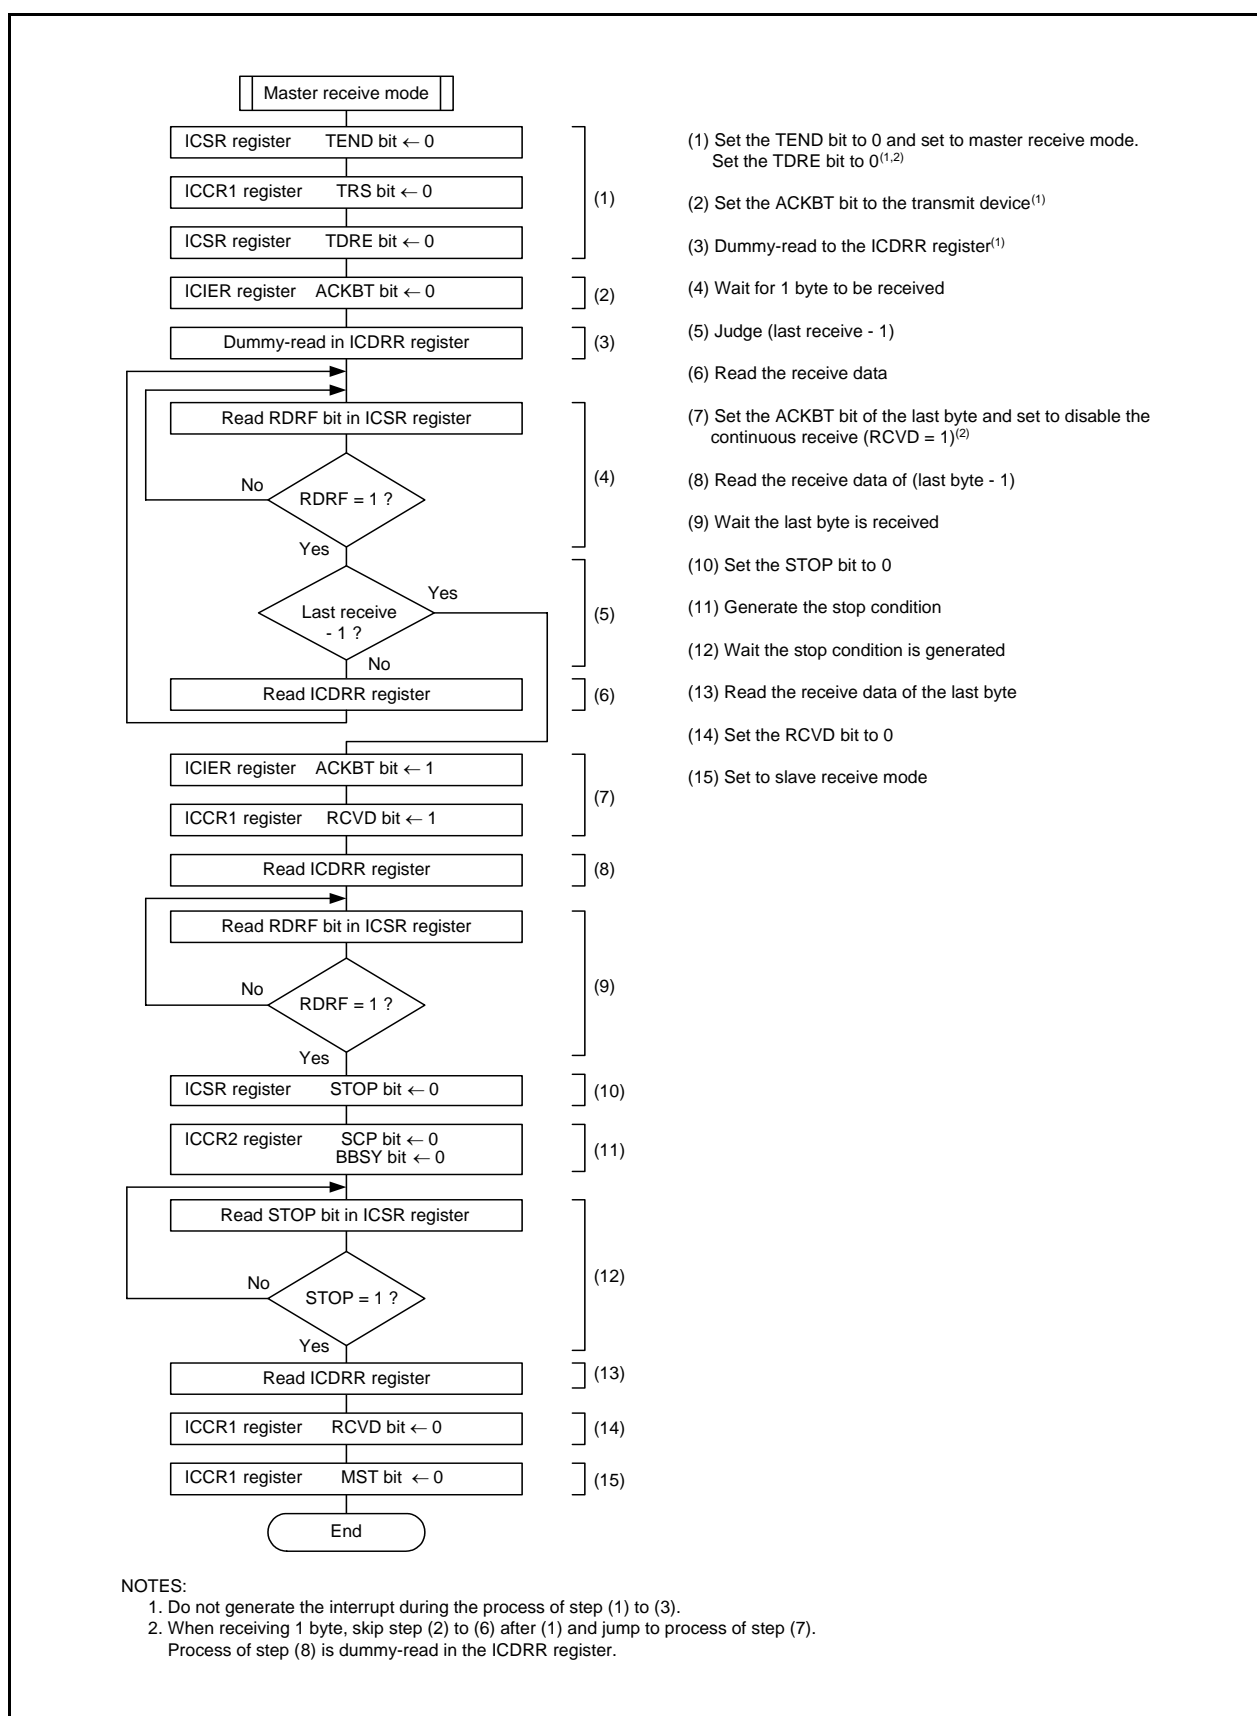 Master receive mode
ICSR register TEND bit ← 0
ICCR1 register TRS bit ← 0
ICSR register TDRE bit ← 0
(1)
ICIER register ACKBT bit ← 0
(2)
Dummy-read in ICDRR register
(3)
Read RDRF bit in ICSR register
No
RDRF = 1 ?
(4)
Yes
Yes
Last receive
- 1 ?
(5)
No
Read ICDRR register
(6)
ICIER register ACKBT bit ← 1
(7)
ICCR1 register RCVD bit ← 1
Read ICDRR register
(8)
Read RDRF bit in ICSR register
No
RDRF = 1 ?
(9)
Yes
ICSR register STOP bit ← 0
(10)
ICCR2 register SCP bit ← 0
BBSY bit ← 0
(11)
Read STOP bit in ICSR register
No
STOP = 1 ?
(12)
Yes
Read ICDRR register
(13)
ICCR1 register RCVD bit ← 0
(14)
ICCR1 register MST bit ← 0
(15)
End
(1) Set the TEND bit to 0 and set to master receive mode.
Set the TDRE bit to 0(1,2)
(2) Set the ACKBT bit to the transmit device(1)
(3) Dummy-read to the ICDRR register(1)
(4) Wait for 1 byte to be received
(5) Judge (last receive - 1)
(6) Read the receive data
(7) Set the ACKBT bit of the last byte and set to disable the
continuous receive (RCVD = 1)(2)
(8) Read the receive data of (last byte - 1)
(9) Wait the last byte is received
(10) Set the STOP bit to 0
(11) Generate the stop condition
(12) Wait the stop condition is generated
(13) Read the receive data of the last byte
(14) Set the RCVD bit to 0
(15) Set to slave receive mode
NOTES:
1. Do not generate the interrupt during the process of step (1) to (3).
2. When receiving 1 byte, skip step (2) to (6) after (1) and jump to process of step (7).
Process of step (8) is dummy-read in the ICDRR register.